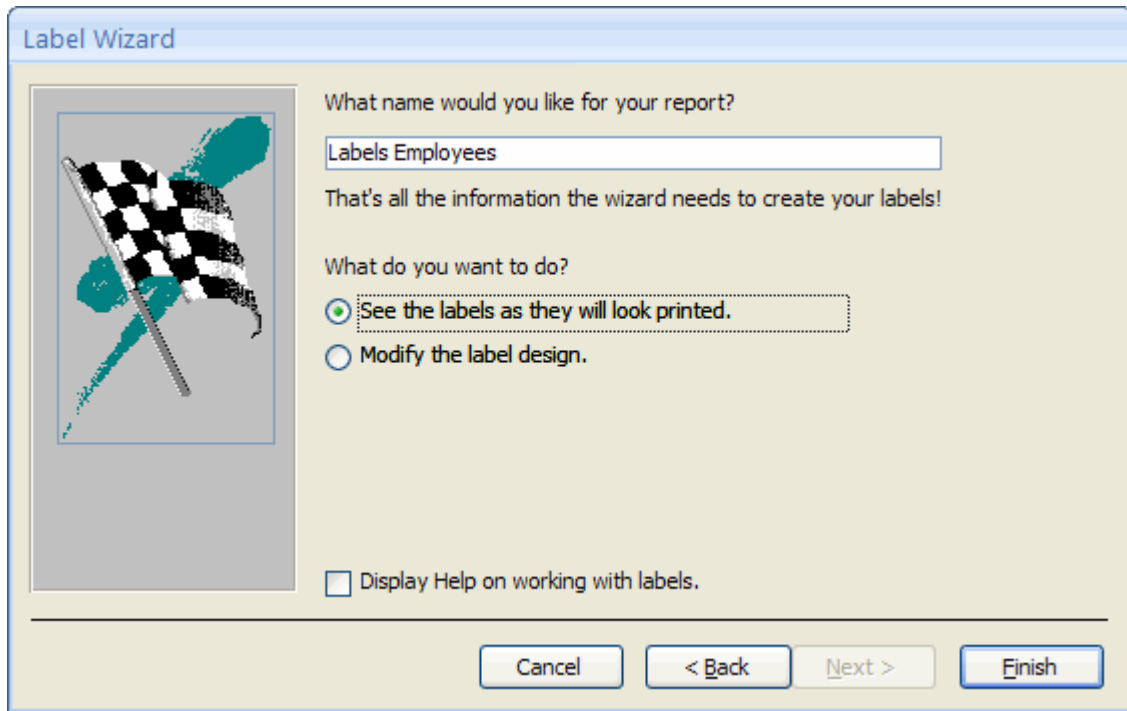 Label Wizard
What name would you like for your report?
Labels Employees
That's all the information the wizard needs to create your labels!
What do you want to do?
See the labels as they will look printed.
Modify the label design.
Display Help on working with labels.
Cancel < Back Next > Finish